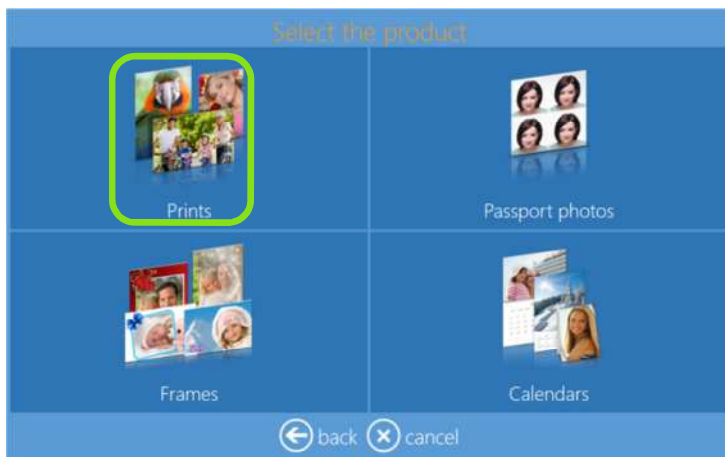 Select the product
Prints
Passport photos
Frames
Calendars
back cancel